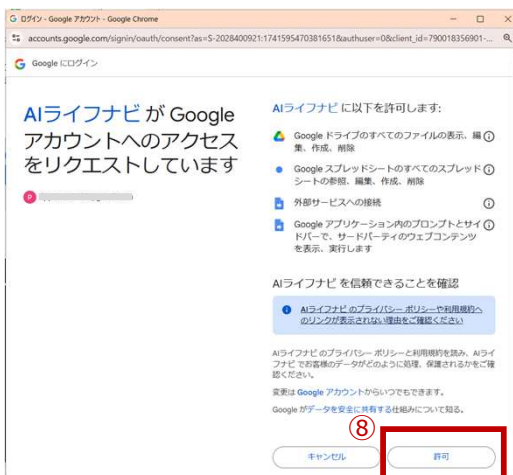 ログイン - Google アカウント - Google Chrome
accounts.google.com/signin/oauth/consent?as=S-2028400921:1741595470381651&authuser=0&client_id=790018356901-...
Google にログイン
AIライフナビ が Google
アカウントへのアクセス
をリクエストしています
P
AIライフナビ に以下を許可します:
Google ドライブのすべてのファイルの表示、編
集、作成、削除
Google スプレッドシートのすべてのスプレッド
シートの参照、編集、作成、削除
外部サービスへの接続
Google アプリケーション内のプロンプトとサイ
ドバーで、サードパーティのウェブコンテンツ
を表示、実行します
AIライフナビ を信頼できることを確認
AIライフナビ のプライバシー ポリシーや利用規約へ
のリンクが表示されない理由をご確認ください
AIライフナビ のプライバシー ポリシーと利用規約を読み、AIライ
フナビ でお客様のデータがどのように処理、保護されるかをご確
認ください。
変更は Google アカウントからいつでもできます。
Google がデータを安全に共有する仕組みについて知る。
⑧
キャンセル
許可